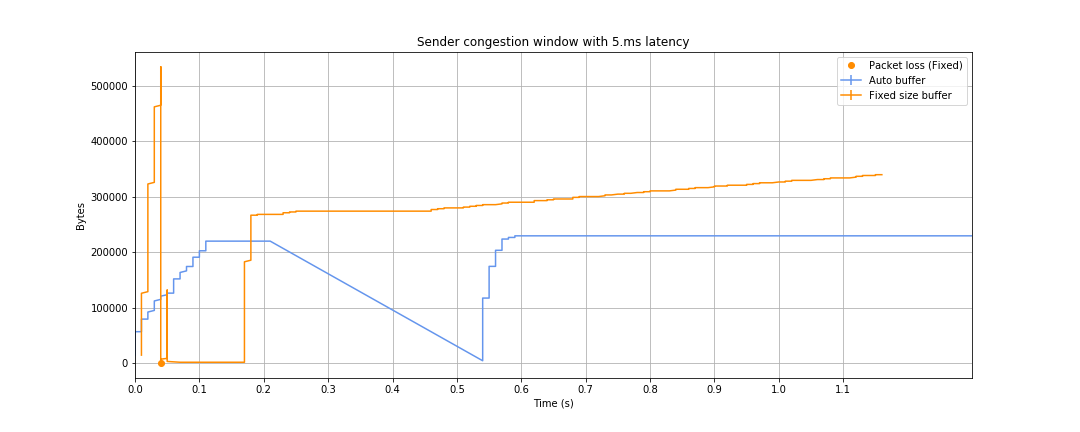 Sender congestion window with 5.ms latency
Packet loss (Fixed)
Auto buffer
Fixed size buffer
Bytes
500000
400000
300000
200000
100000
0
0.0 0.1 0.2 0.3 0.4 0.5 0.6 0.7 0.8 0.9 1.0 1.1
Time (s)